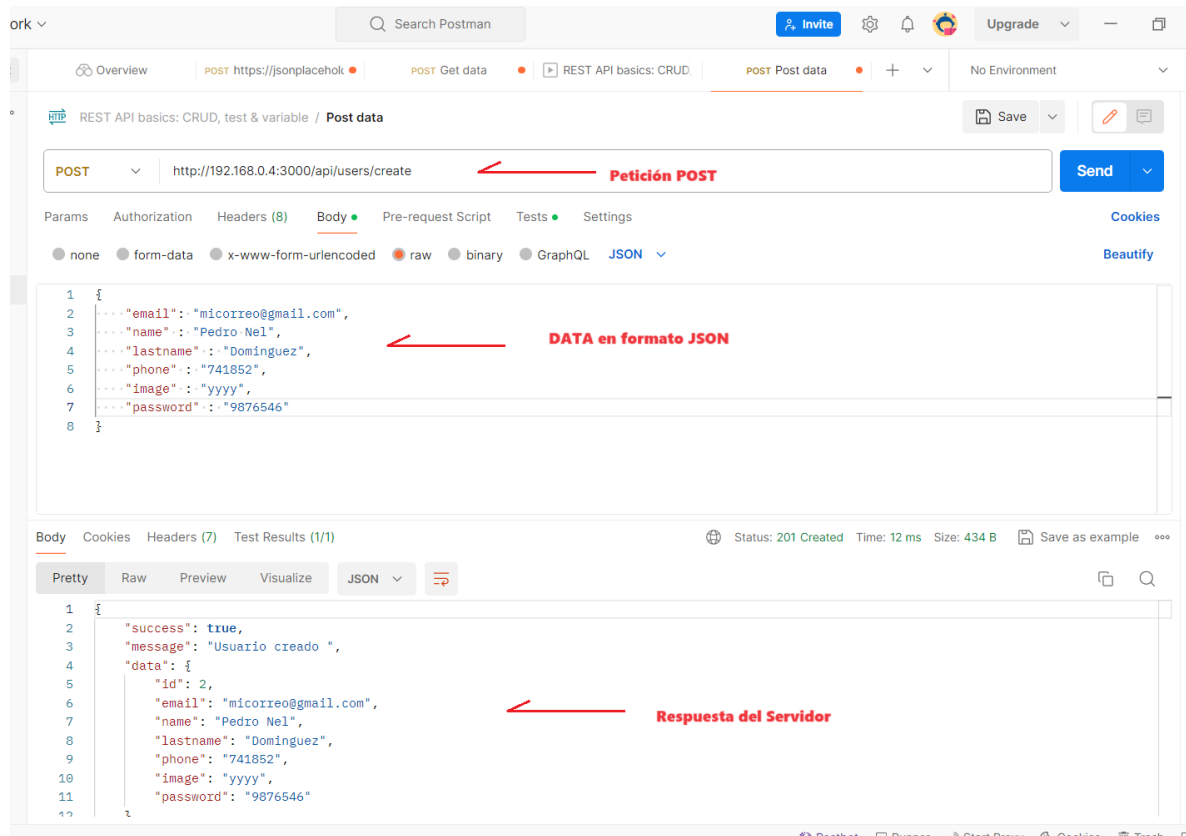 ork
Search Postman
Invite
Upgrade
Overview
POST https://jsonplacehol
POST Get data
REST API basics: CRUD
POST Post data
No Environment
HTTP REST API basics: CRUD, test & variable / Post data
Save
POST
http://192.168.0.4:3000/api/users/create
Petición POST
Send
Params Authorization Headers (8) Body Pre-request Script Tests Settings Cookies
none form-data x-www-form-urlencoded raw binary GraphQL JSON Beautify
1 {
2 "email": "micorreo@gmail.com",
3 "name" : "Pedro Nel",
DATA en formato JSON
4 "lastname" : "Dominguez",
5 "phone" : "741852",
6 "image" : "yyyy",
7 "password" : "9876546"
8 }
Body Cookies Headers (7) Test Results (1/1) Status: 201 Created Time: 12 ms Size: 434 B Save as example
Pretty Raw Preview Visualize JSON
1 {
2 "success": true,
3 "message": "Usuario creado ",
4 "data": {
5 "id": 2,
6 "email": "micorreo@gmail.com",
7 "name": "Pedro Nel",
Respuesta del Servidor
8 "lastname": "Dominguez",
9 "phone": "741852",
10 "image": "yyyy",
11 "password": "9876546"
12 }
Postbot Runner Start Proxy Cookies Trash